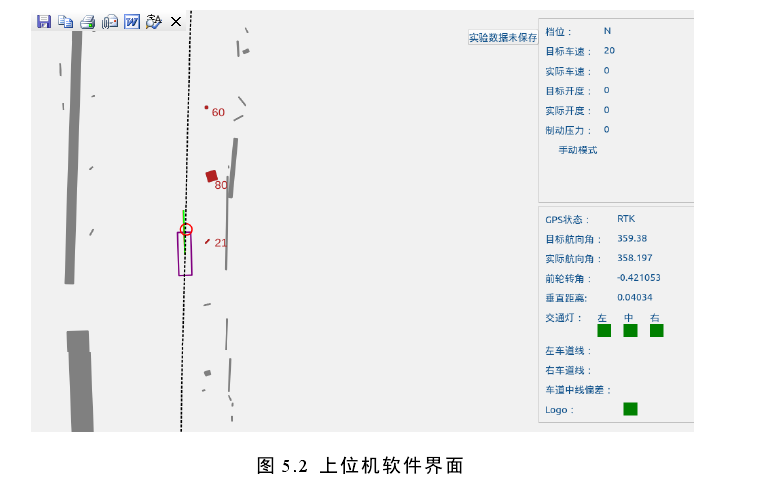 实验数据未保存
60
80
21
档位： N
目标车速： 20
实际车速： 0
目标开度： 0
实际开度： 0
制动压力： 0
手动模式
GPS状态： RTK
目标航向角： 359.38
实际航向角： 358.197
前轮转角： -0.421053
垂直距离: 0.04034
交通灯： 左 中 右
左车道线：
右车道线：
车道中线偏差：
Logo：
图 5.2 上位机软件界面